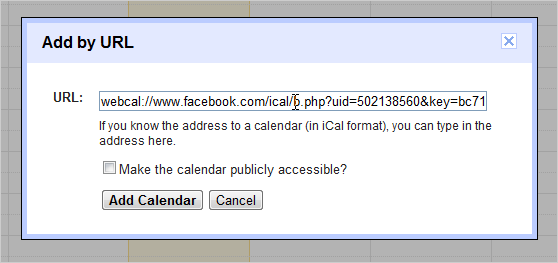 Add by URL
URL:
webcal://www.facebook.com/ical/b.php?uid=502138560&key=bc71
If you know the address to a calendar (in iCal format), you can type in the
address here.
Make the calendar publicly accessible?
Add Calendar Cancel